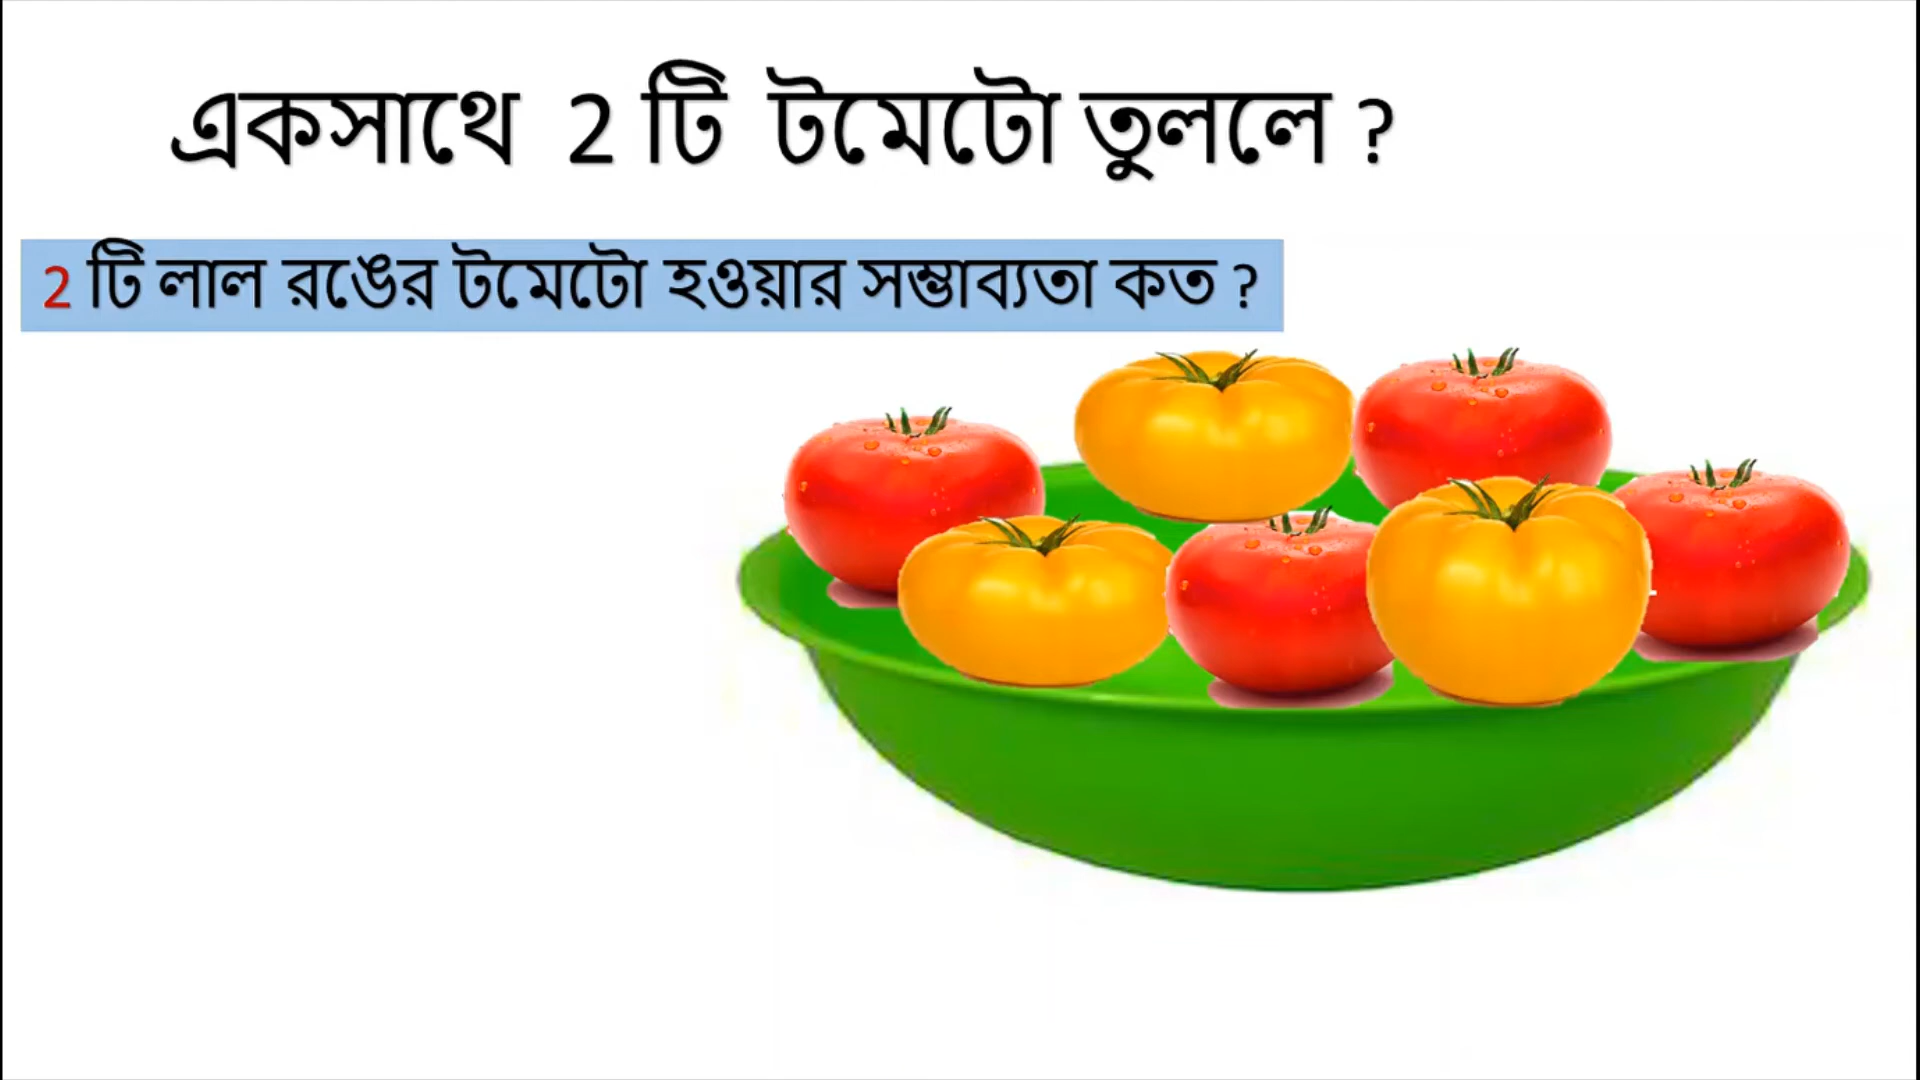 একসাথে 2 টি টমেটো তুললে ?
2 টি লাল রঙের টমেটো হওয়ার সম্ভাব্যতা কত ?